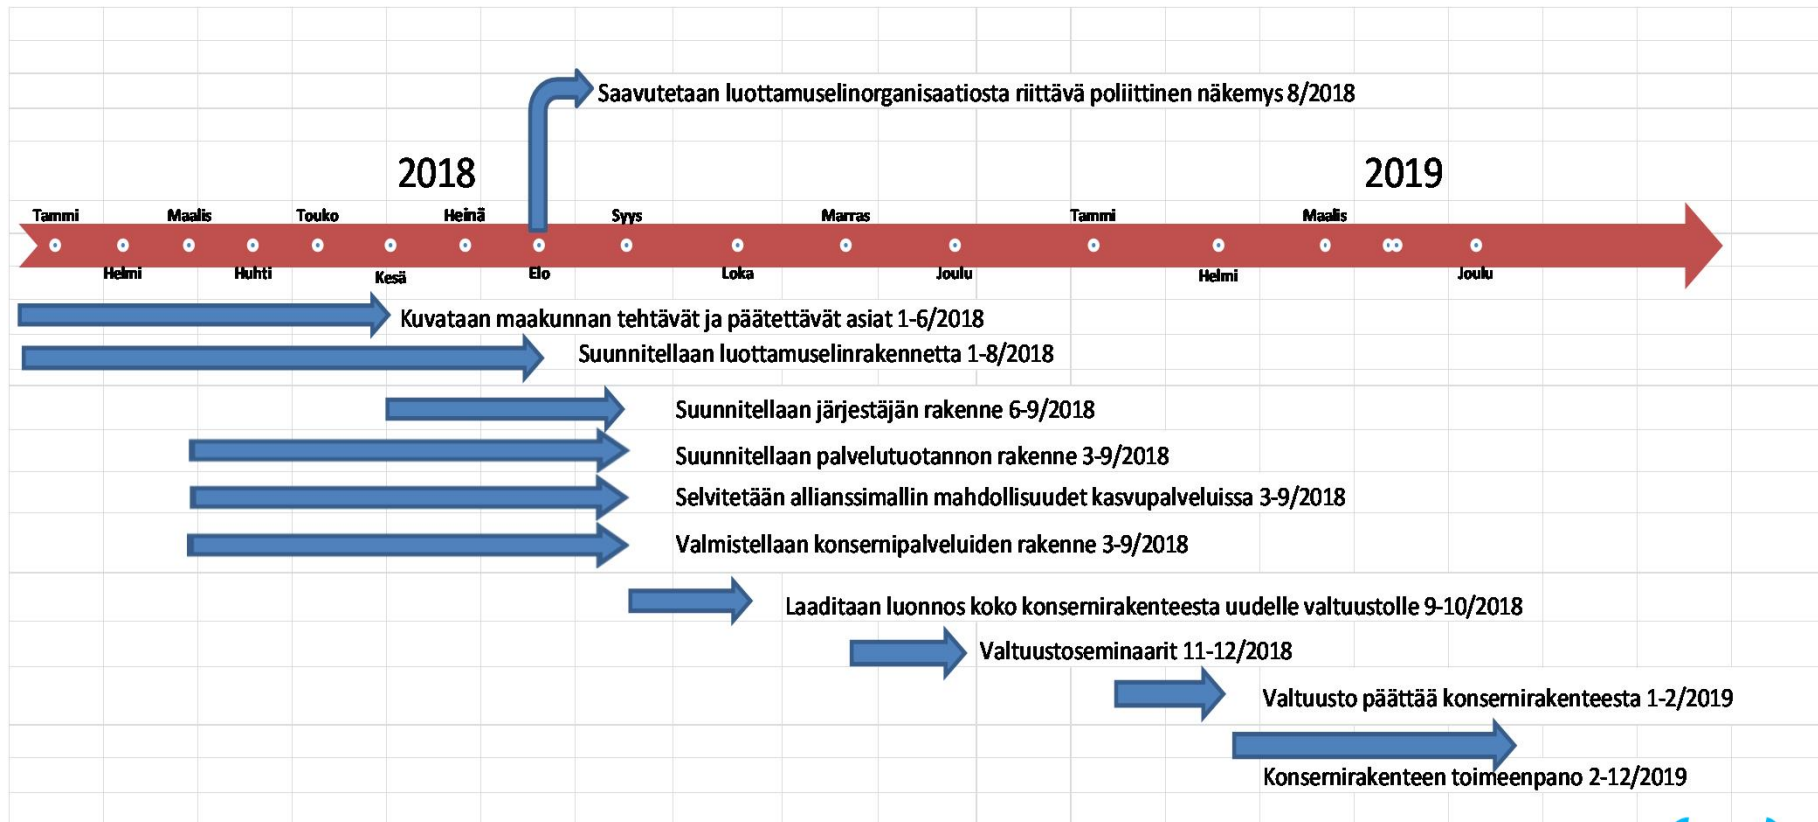 Saavutetaan luottamuselinorganisaatiosta riittävä poliittinen näkemys 8/2018
2018
2019
Tammi
Maalis
Touko
Heinä
Syys
Marras
Tammi
Maalis
Helmi
Huhti
Kesä
Elo
Loka
Joulu
Helmi
Joulu
Kuvataan maakunnan tehtävät ja päätettävät asiat 1-6/2018
Suunnitellaan luottamuselinrakennetta 1-8/2018
Suunnitellaan järjestäjän rakenne 6-9/2018
Suunnitellaan palvelutuotannon rakenne 3-9/2018
Selvitetään allianssimallin mahdollisuudet kasvupalveluissa 3-9/2018
Valmistellaan konsernipalveluiden rakenne 3-9/2018
Laaditaan luonnos koko konsernirakenteesta uudelle valtuustolle 9-10/2018
Valtuustoseminaarit 11-12/2018
Valtuusto päättää konsernirakenteesta 1-2/2019
Konsernirakenteen toimeenpano 2-12/2019